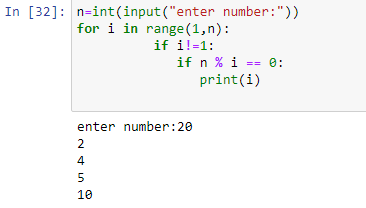 In [32]: n=int(input("enter number:"))
for i in range(1,n):
if i!=1:
if n % i == 0:
print(i)
enter number:20
2
4
5
10